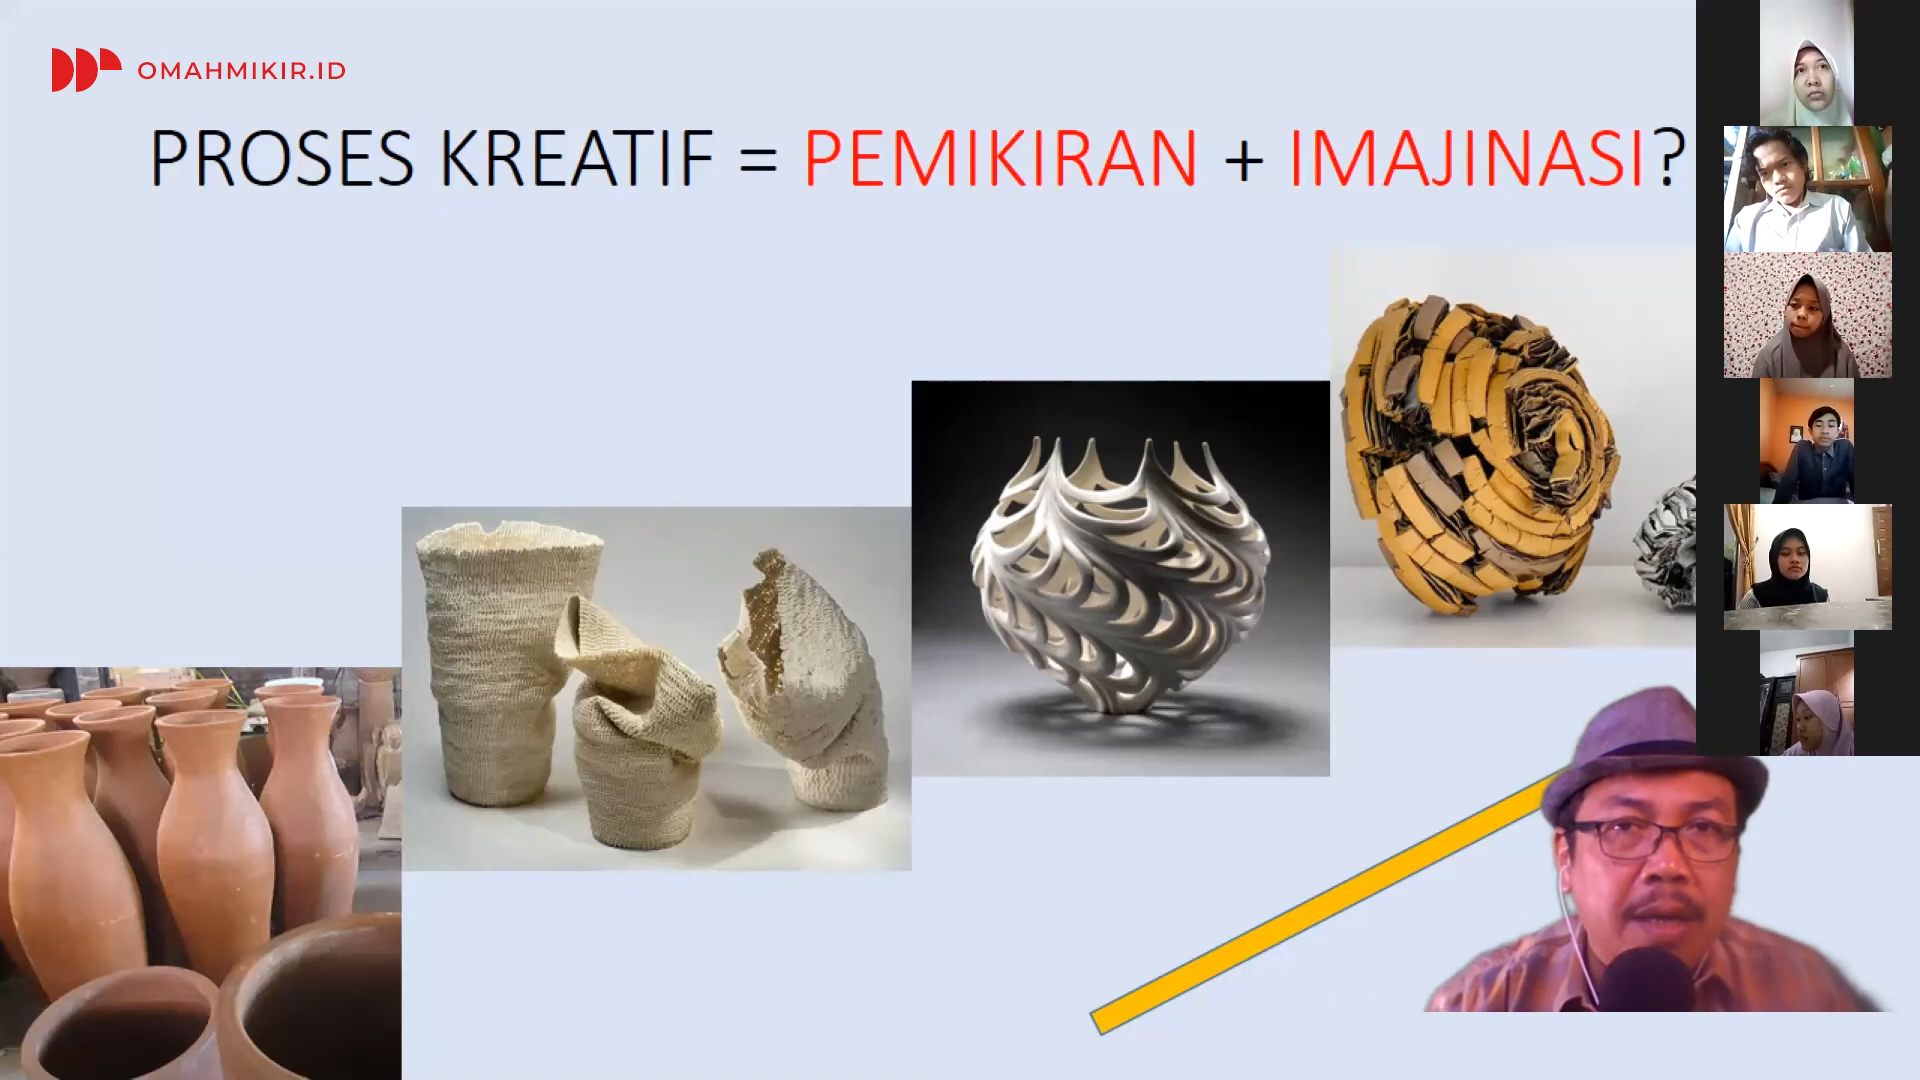 OMAHMIKIR.ID
PROSES KREATIF = PEMIKIRAN + IMAJINASI?